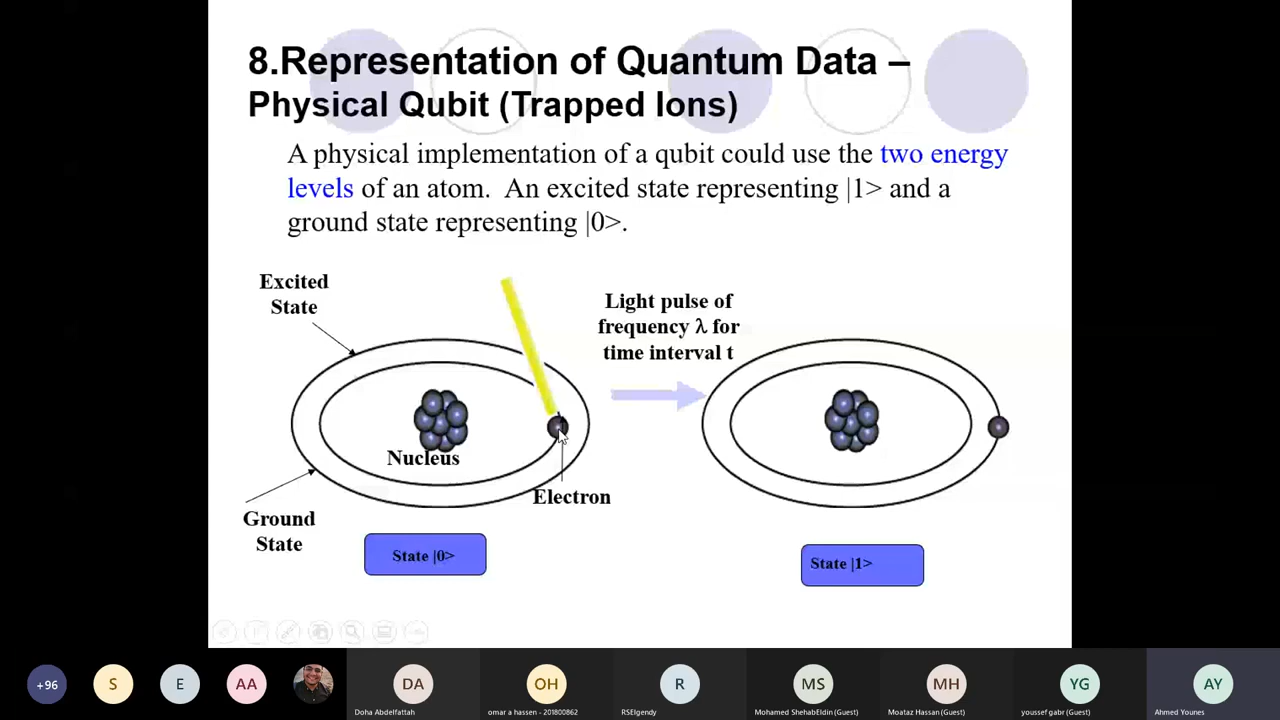 8.Representation of Quantum Data –
Physical Qubit (Trapped Ions)
A physical implementation of a qubit could use the two energy
levels of an atom. An excited state representing |1> and a
ground state representing |0>.
Excited
State
Light pulse of
frequency λ for
time interval t
Nucleus
Electron
Ground
State
State |0>
State |1>
+96
S
E
AA
DA
OH
R
MS
MH
YG
AY
Doha Abdelfattah
omar a hassen - 201800862
RSElgendy
Mohamed ShehabEldin (Guest)
Moataz Hassan (Guest)
youssef gabr (Guest)
Ahmed Younes